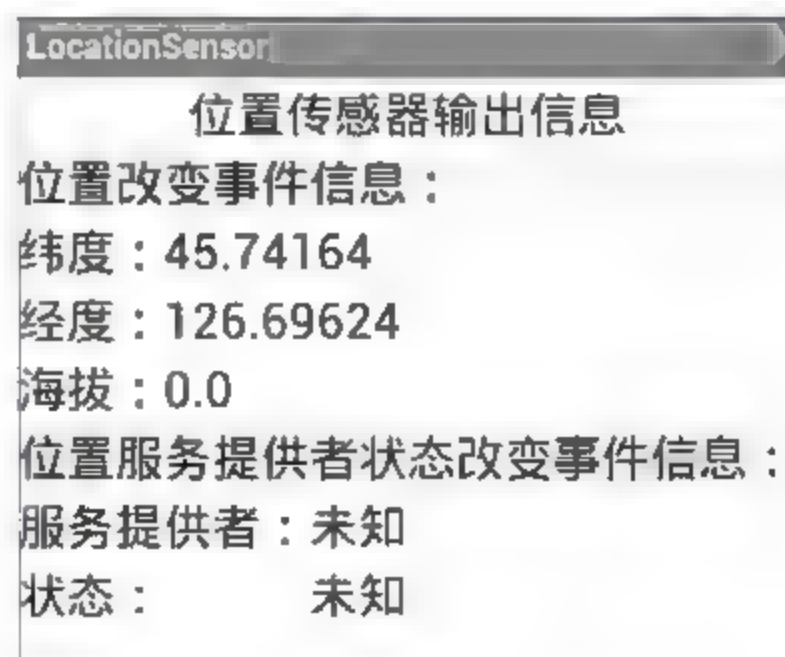 LocationSensor
位置传感器输出信息
位置改变事件信息：
纬度：45.74164
经度：126.69624
海拔：0.0
位置服务提供者状态改变事件信息：
服务提供者：未知
状态： 未知